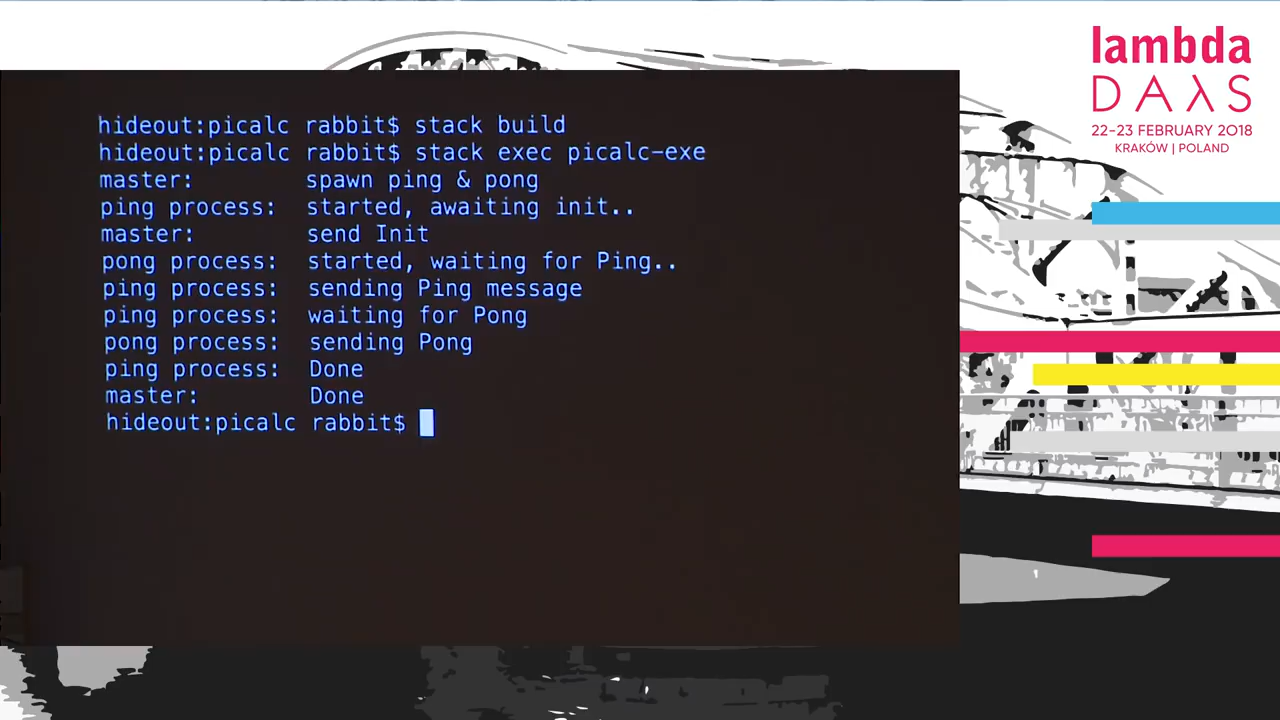 hideout:picalc rabbit$ stack build
hideout:picalc rabbit$ stack exec picalc-exe
master: spawn ping & pong
ping process: started, awaiting init..
master: send Init
pong process: started, waiting for Ping..
ping process: sending Ping message
ping process: waiting for Pong
pong process: sending Pong
ping process: Done
master: Done
hideout:picalc rabbit$
lambda
DAλS
22-23 FEBRUARY 2018
KRAKÓW | POLAND